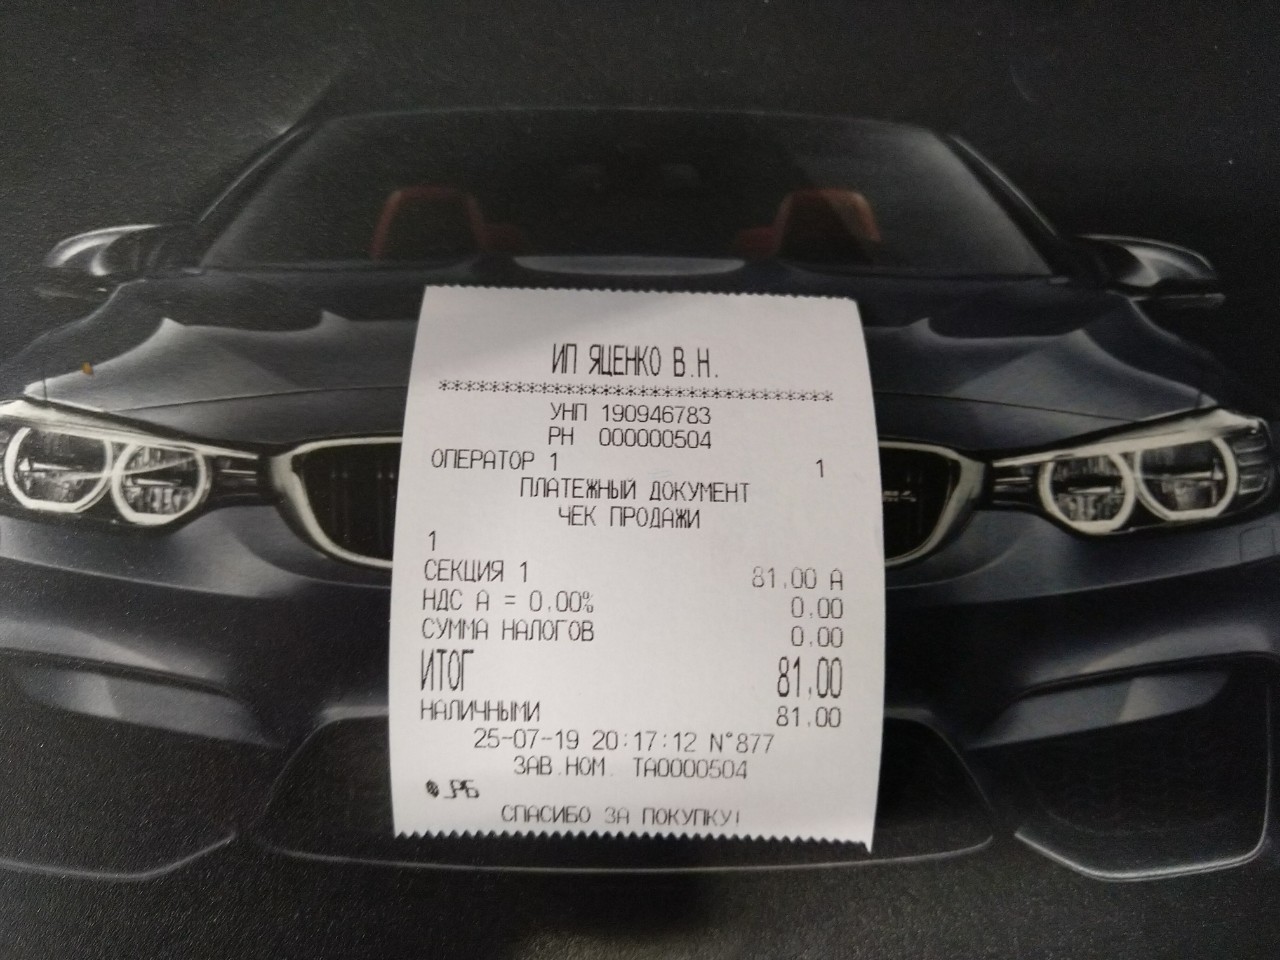 ИП ЯЦЕНКО В.Н.
************************************
УНП 190946783
РН 000000504
ОПЕРАТОР 1 1
ПЛАТЕЖНЫЙ ДОКУМЕНТ
ЧЕК ПРОДАЖИ
1
СЕКЦИЯ 1 81.00 А
НДС А = 0.00% 0.00
СУММА НАЛОГОВ 0.00
ИТОГ 81.00
НАЛИЧНЫМИ 81.00
25-07-19 20:17:12 N°877
ЗАВ.НОМ. ТА0000504
СПАСИБО ЗА ПОКУПКУ!